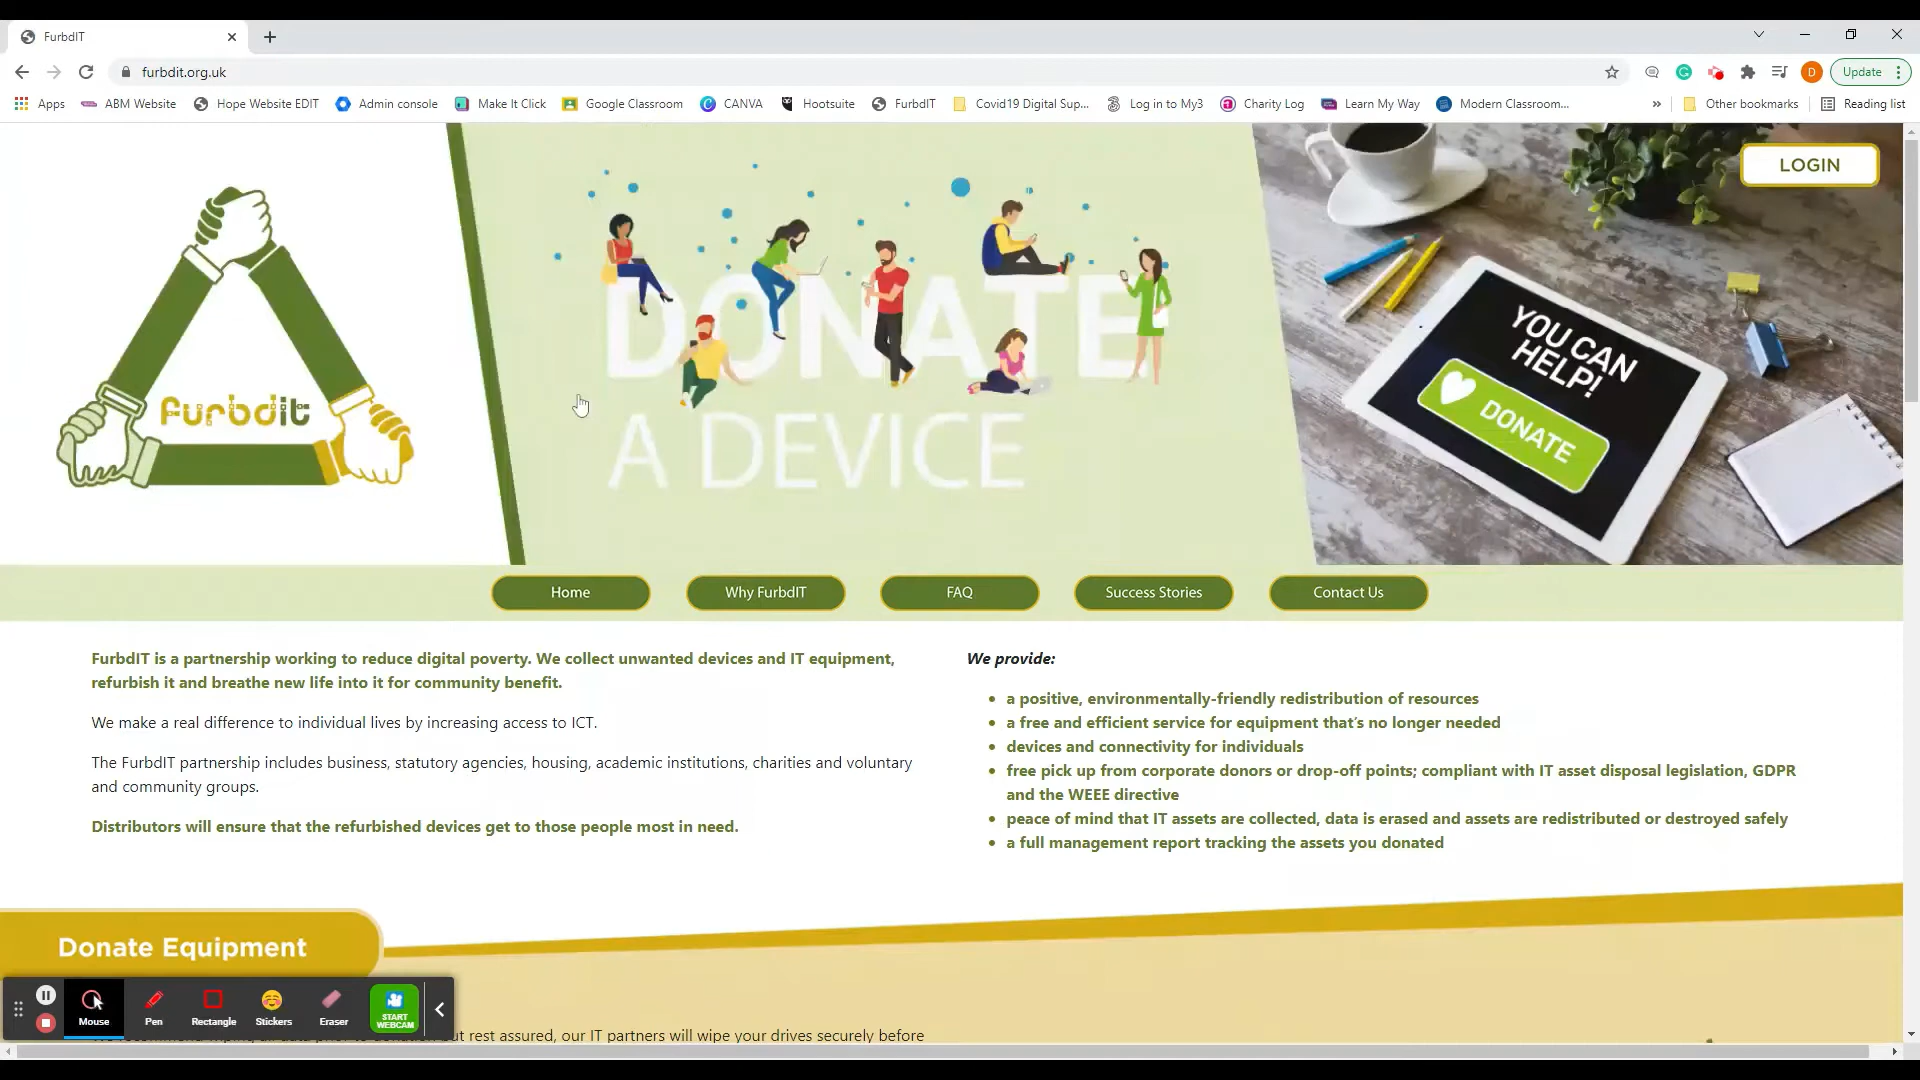 FurbdIT
furbdit.org.uk
Update
Apps
ABM Website
Hope Website EDIT
Admin console
Make It Click
Google Classroom
CANVA
Hootsuite
FurbdIT
Covid19 Digital Sup...
Log in to My3
Charity Log
Learn My Way
Modern Classroom...
»
Other bookmarks
Reading list
D
furbdit
DONATE
A DEVICE
LOGIN
YOU CAN
HELP!
DONATE
Home
Why FurbdIT
FAQ
Success Stories
Contact Us
FurbdIT is a partnership working to reduce digital poverty. We collect unwanted devices and IT equipment,
refurbish it and breathe new life into it for community benefit.
We make a real difference to individual lives by increasing access to ICT.
The FurbdIT partnership includes business, statutory agencies, housing, academic institutions, charities and voluntary
and community groups.
Distributors will ensure that the refurbished devices get to those people most in need.
We provide:
• a positive, environmentally-friendly redistribution of resources
• a free and efficient service for equipment that's no longer needed
• devices and connectivity for individuals
• free pick up from corporate donors or drop-off points; compliant with IT asset disposal legislation, GDPR
and the WEEE directive
• peace of mind that IT assets are collected, data is erased and assets are redistributed or destroyed safely
• a full management report tracking the assets you donated
Donate Equipment
Mouse
Pen
Rectangle
Stickers
Eraser
START
WEBCAM
but rest assured, our IT partners will wipe your drives securely before